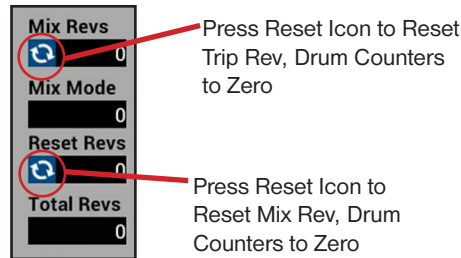 Mix Revs
0
Mix Mode
0
Reset Revs
0
Total Revs
0
Press Reset Icon to Reset
Trip Rev, Drum Counters
to Zero
Press Reset Icon to
Reset Mix Rev, Drum
Counters to Zero